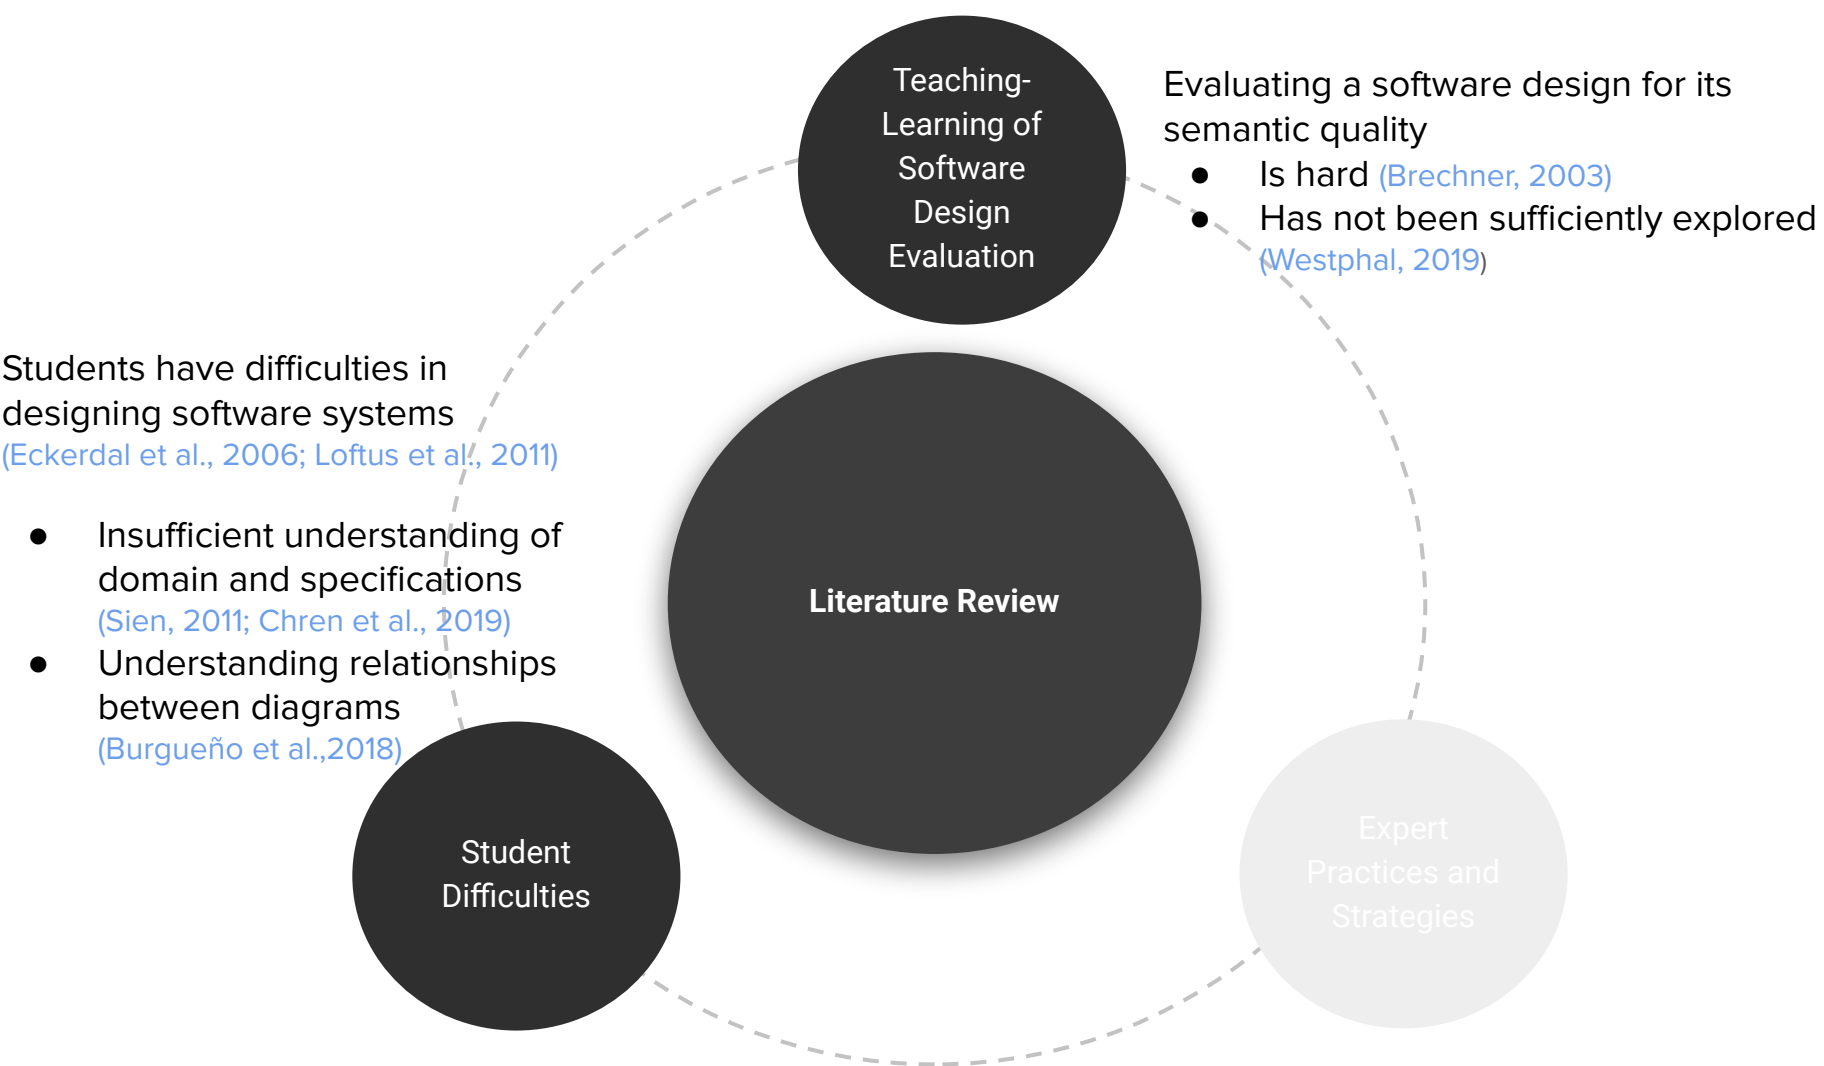 Teaching-
Learning of
Software
Design
Evaluation
Evaluating a software design for its
semantic quality
● Is hard (Brechner, 2003)
● Has not been sufficiently explored
(Westphal, 2019)
Students have difficulties in
designing software systems
(Eckerdal et al., 2006; Loftus et al., 2011)
● Insufficient understanding of
domain and specifications
(Sien, 2011; Chren et al., 2019)
● Understanding relationships
between diagrams
(Burgueño et al.,2018)
Literature Review
Student
Difficulties
Expert
Practices and
Strategies